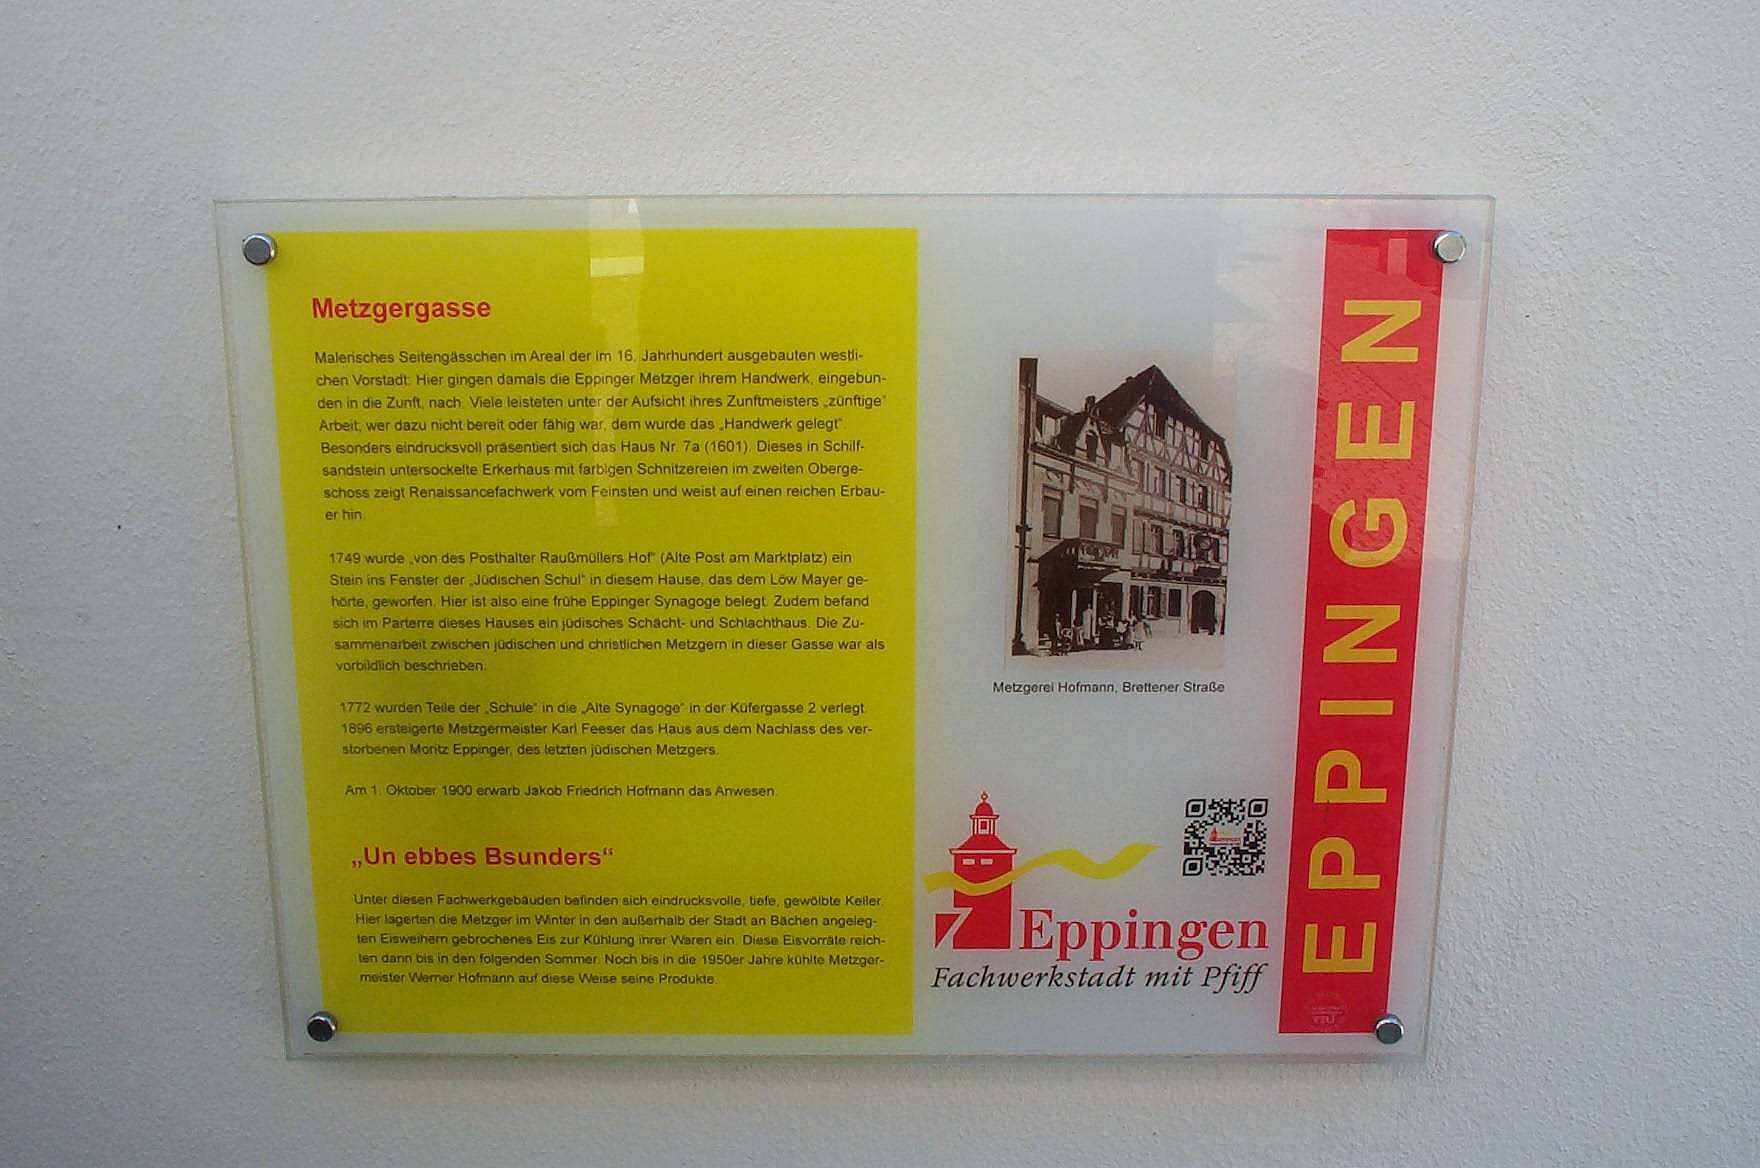 Metzgergasse
Malerisches Seitengässchen im Areal der im 16. Jahrhundert ausgebauten westli-
chen Vorstadt: Hier gingen damals die Eppinger Metzger ihrem Handwerk, eingebun-
den in die Zunft, nach. Viele leisteten unter der Aufsicht ihres Zunftmeisters „zünftige“
Arbeit; wer dazu nicht bereit oder fähig war, dem wurde das „Handwerk gelegt“.
Besonders eindrucksvoll präsentiert sich das Haus Nr. 7a (1601). Dieses in Schilf-
sandstein untersockelte Erkerhaus mit farbigen Schnitzereien im zweiten Oberge-
schoss zeigt Renaissancefachwerk vom Feinsten und weist auf einen reichen Erbau-
er hin.
1749 wurde „von des Posthalter Raußmüllers Hof“ (Alte Post am Marktplatz) ein
Stein ins Fenster der „Jüdischen Schul“ in diesem Hause, das dem Löw Mayer ge-
hörte, geworfen. Hier ist also eine frühe Eppinger Synagoge belegt. Zudem befand
sich im Parterre dieses Hauses ein jüdisches Schächt- und Schlachthaus. Die Zu-
sammenarbeit zwischen jüdischen und christlichen Metzgern in dieser Gasse war als
vorbildlich beschrieben.
1772 wurden Teile der „Schule“ in die „Alte Synagoge“ in der Küfergasse 2 verlegt.
1896 ersteigerte Metzgermeister Karl Feeser das Haus aus dem Nachlass des ver-
storbenen Moritz Eppinger, des letzten jüdischen Metzgers.
Am 1. Oktober 1900 erwarb Jakob Friedrich Hofmann das Anwesen.
„Un ebbes Bsunders“
Unter diesen Fachwerkgebäuden befinden sich eindrucksvolle, tiefe, gewölbte Keller.
Hier lagerten die Metzger im Winter in den außerhalb der Stadt an Bächen angeleg-
ten Eisweihern gebrochenes Eis zur Kühlung ihrer Waren ein. Diese Eisvorräte reich-
ten dann bis in den folgenden Sommer. Noch bis in die 1950er Jahre kühlte Metzger-
meister Werner Hofmann auf diese Weise seine Produkte.
Metzgerei Hofmann, Brettener Straße
Eppingen
Fachwerkstadt mit Pfiff
EPPINGEN